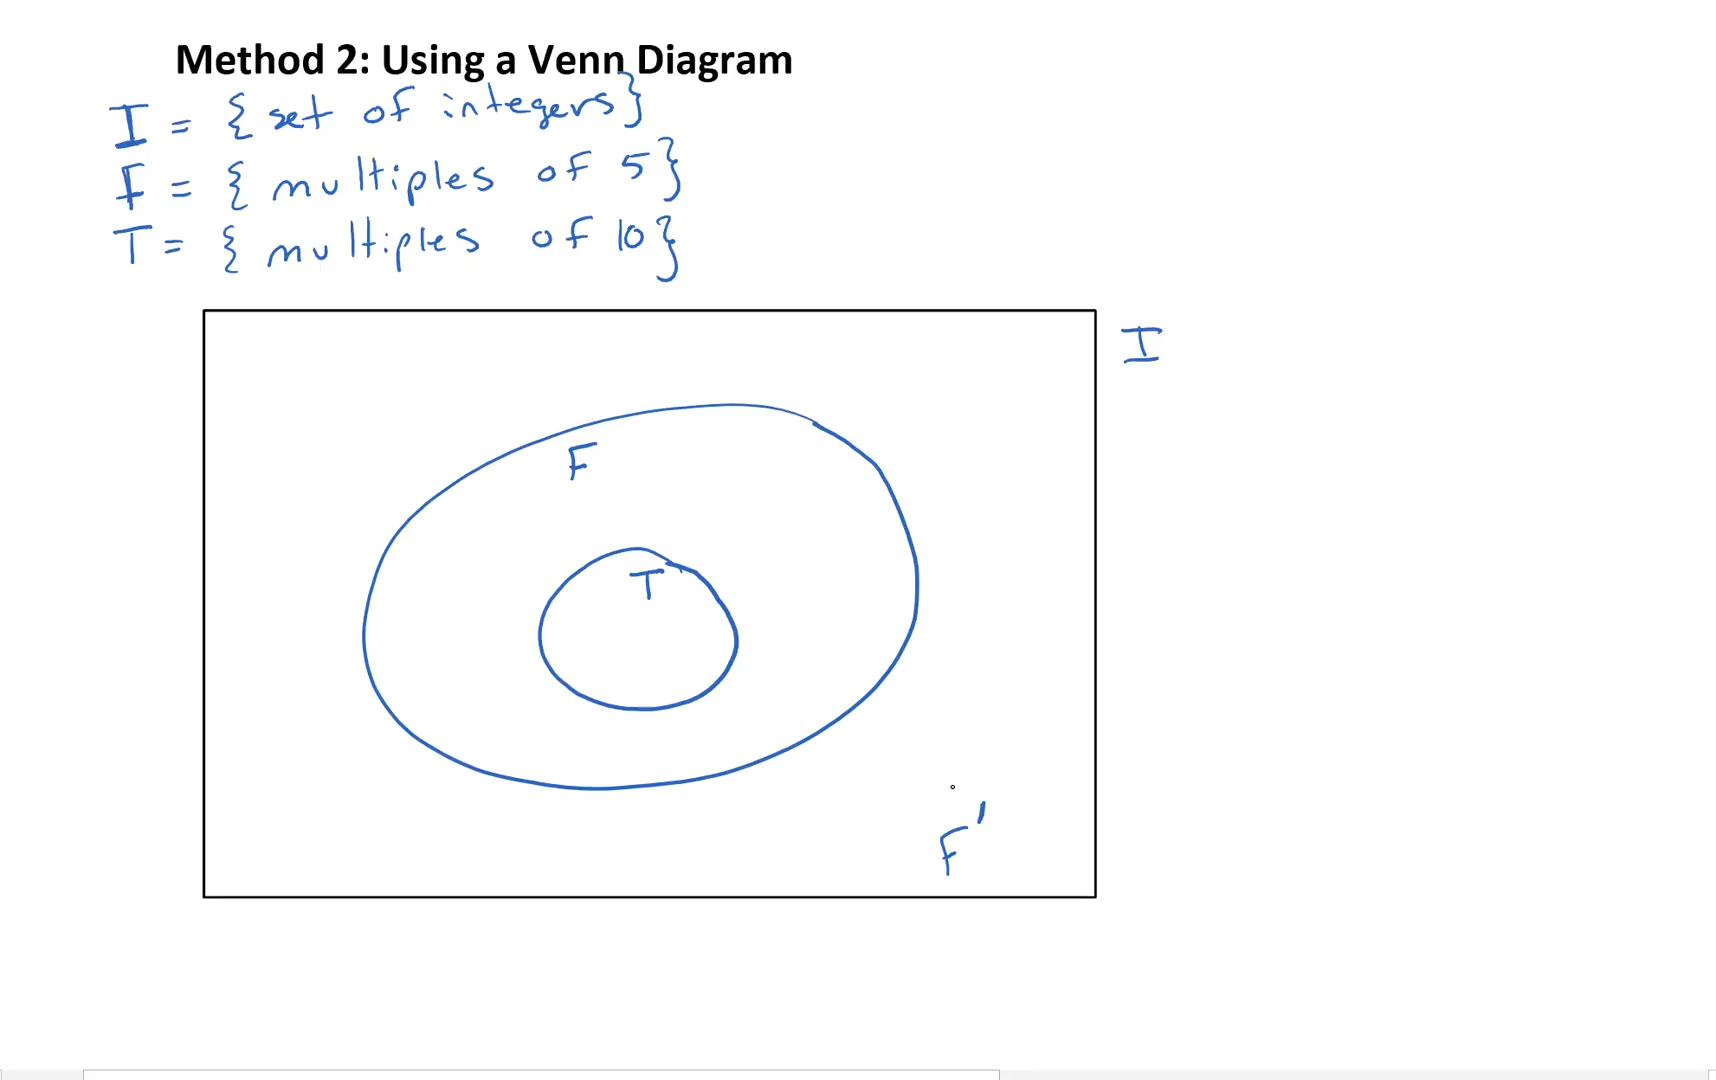 Method 2: Using a Venn Diagram
I = { set of integers}
F = { multiples of 5}
T = { multiples of 10}
I
F
T
F'